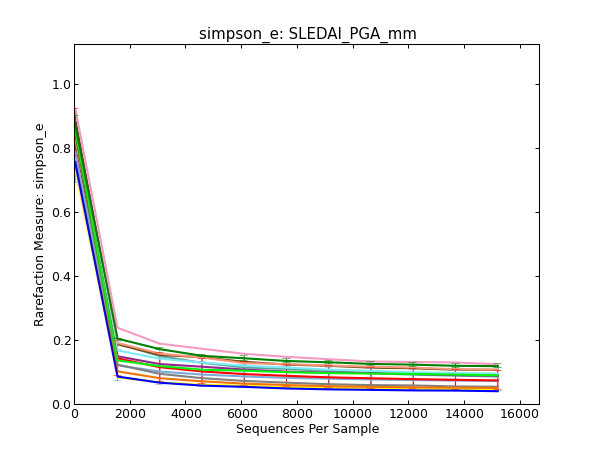 simpson_e: SLEDAI_PGA_mm
1.0
0.8
0.6
0.4
0.2
0.0
Rarefaction Measure: simpson_e
0 2000 4000 6000 8000 10000 12000 14000 16000
Sequences Per Sample